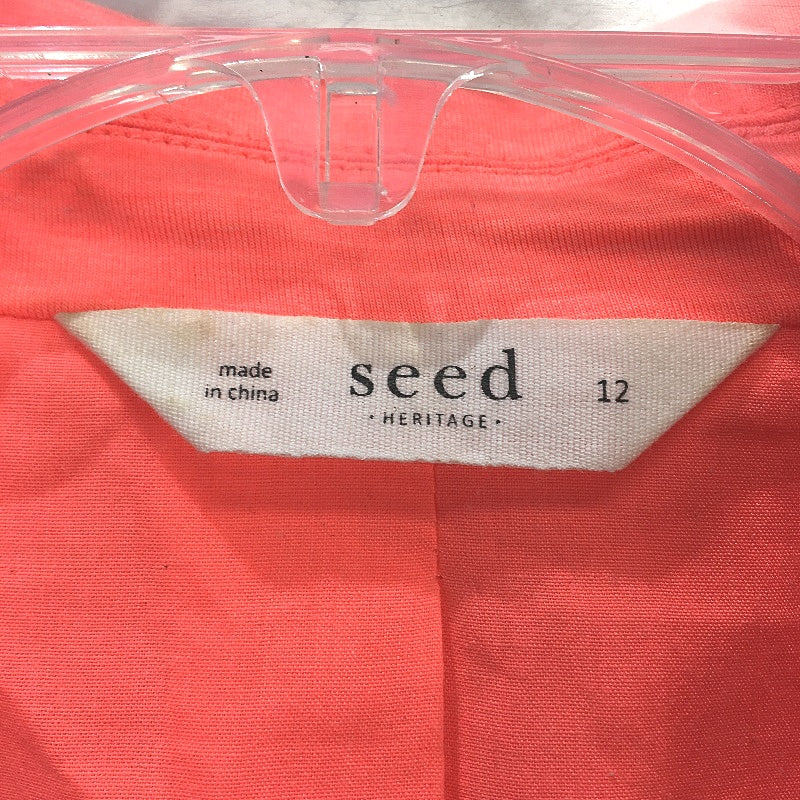 made
in china
seed
• HERITAGE •
12